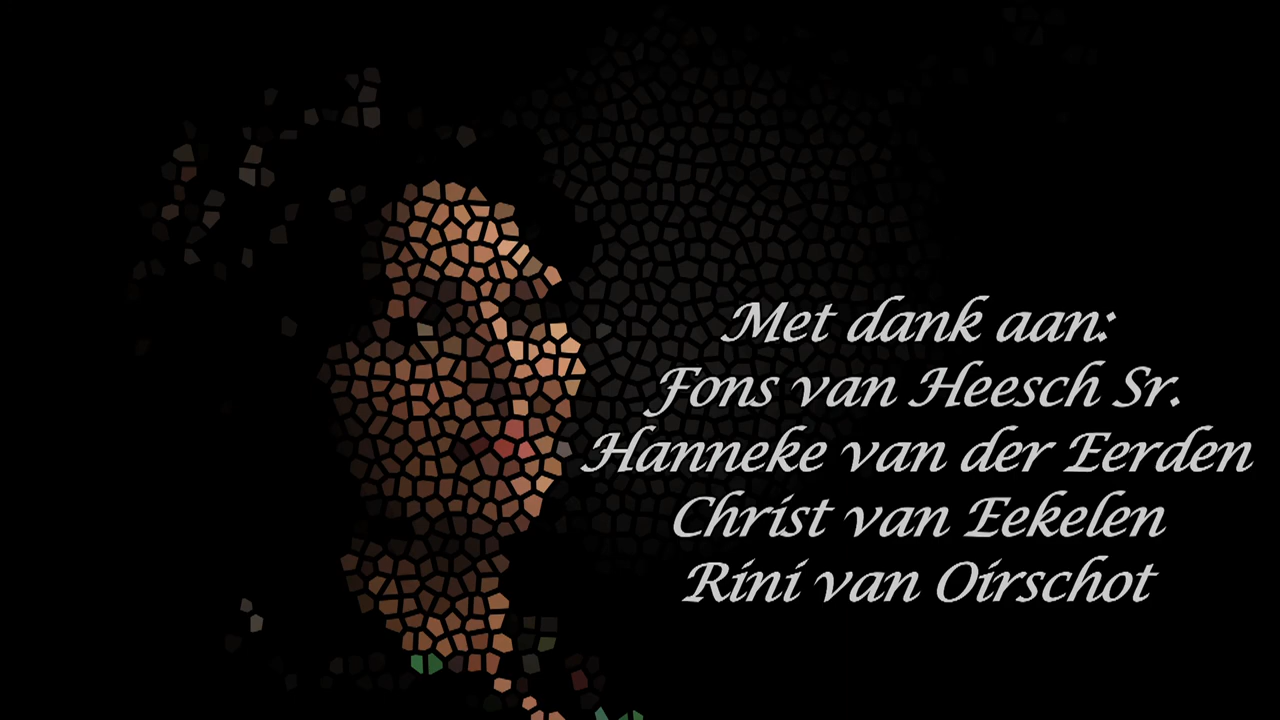 Met dank aan:
Fons van Heesch Sr.
Hanneke van der Eerden
Christ van Eekelen
Rini van Oirschot